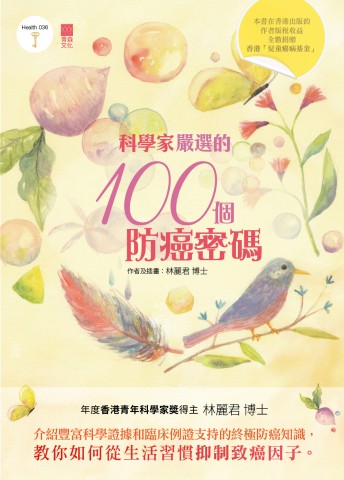 Health 036
青森
文化
本書在香港出版的
作者版稅收益
全數捐贈
香港「兒童癌病基金」
科學家嚴選的
100個
防癌密碼
作者及插畫：林麗君 博士
年度香港青年科學家獎得主 林麗君 博士
介紹豐富科學證據和臨床例證支持的終極防癌知識，
教你如何從生活習慣抑制致癌因子。